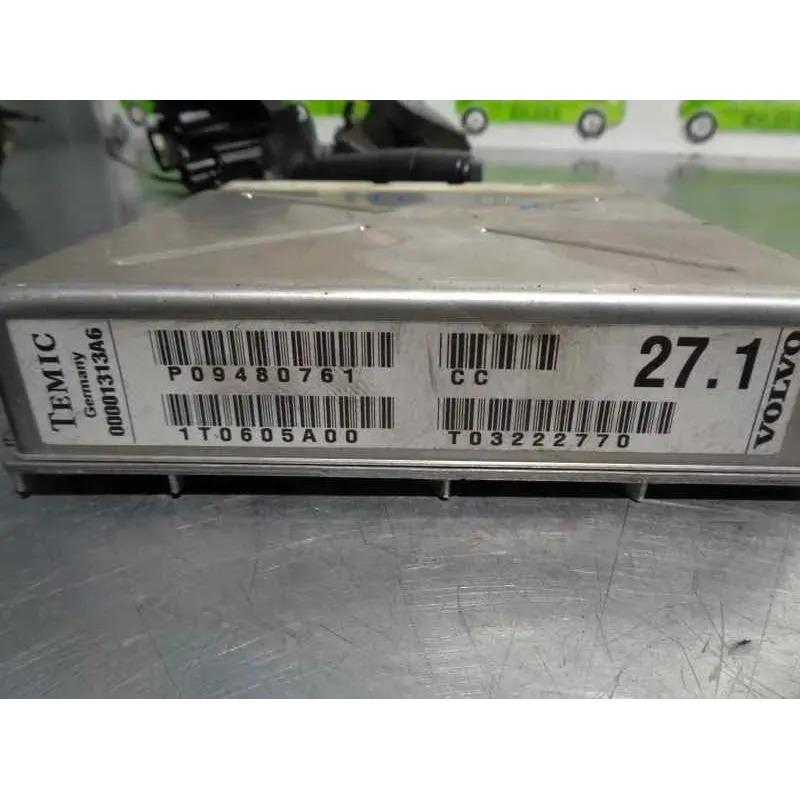 TEMIC
Germany
00001313A6
P09480761
CC
27.1
1T0605A00
T03222770
VOLVO